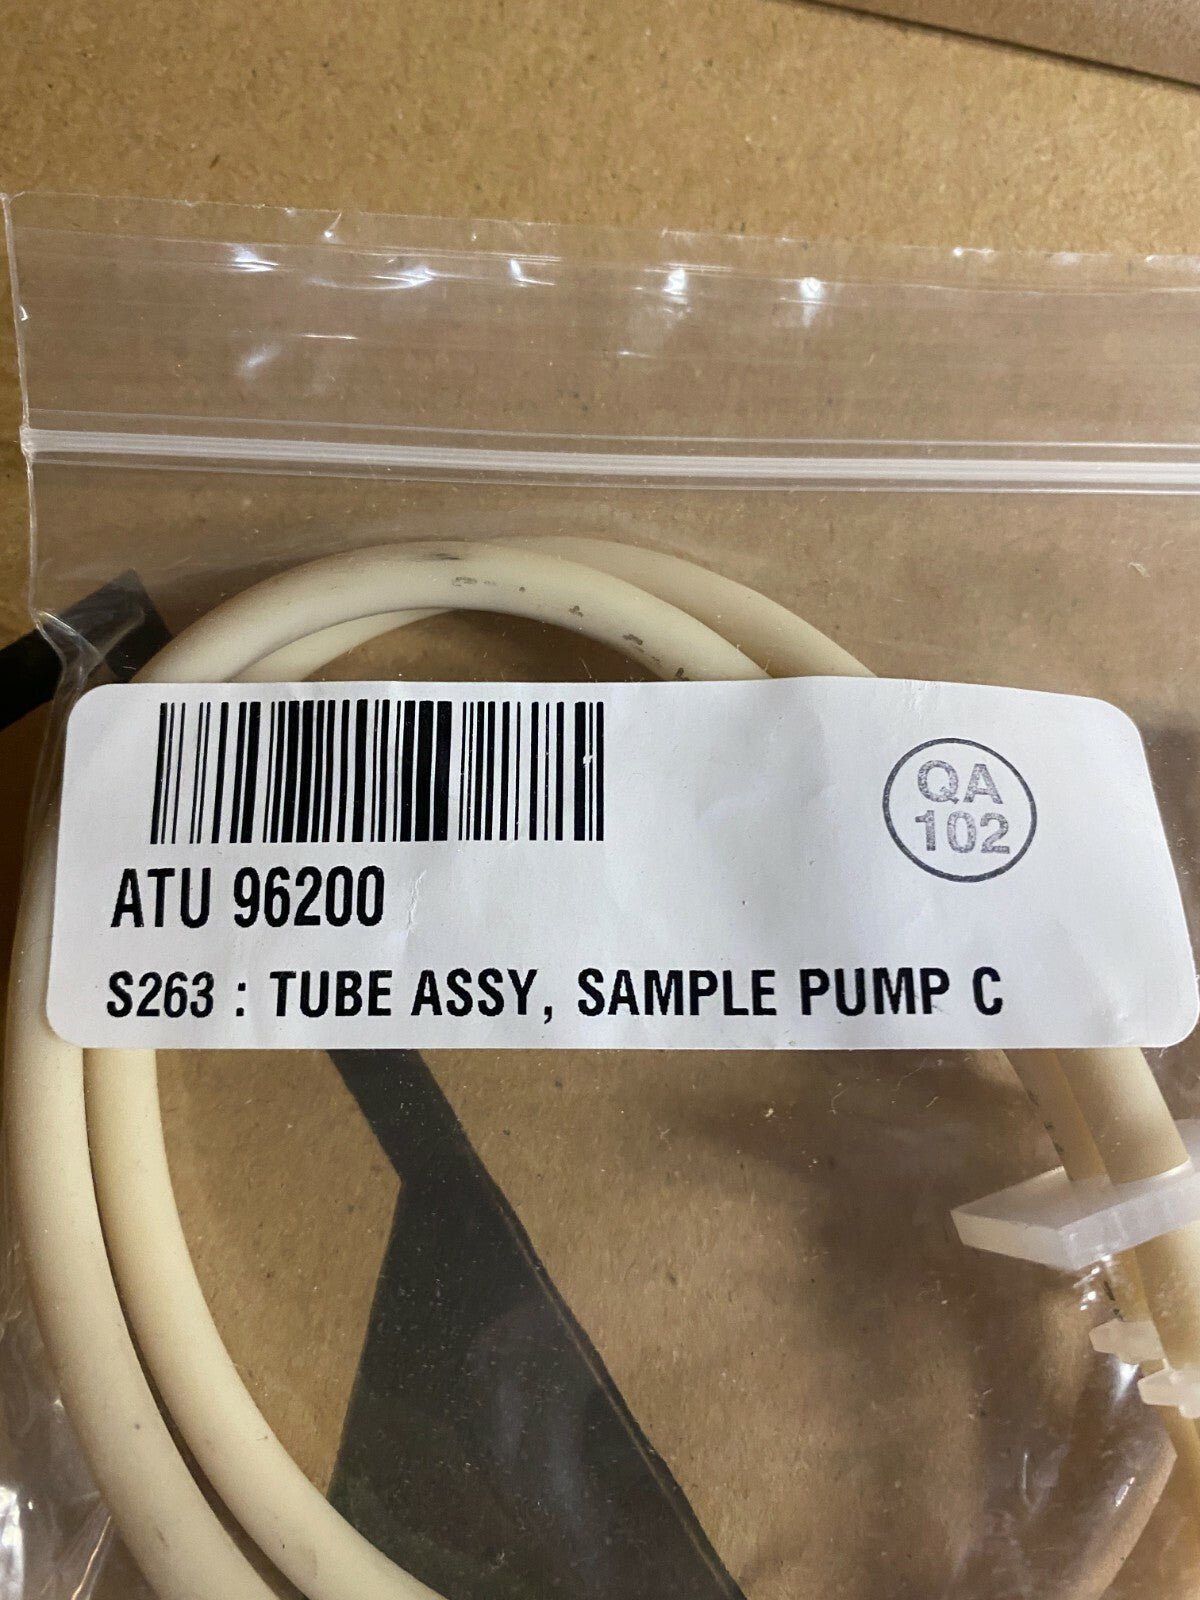 QA
102
ATU 96200
S263 : TUBE ASSY, SAMPLE PUMP C